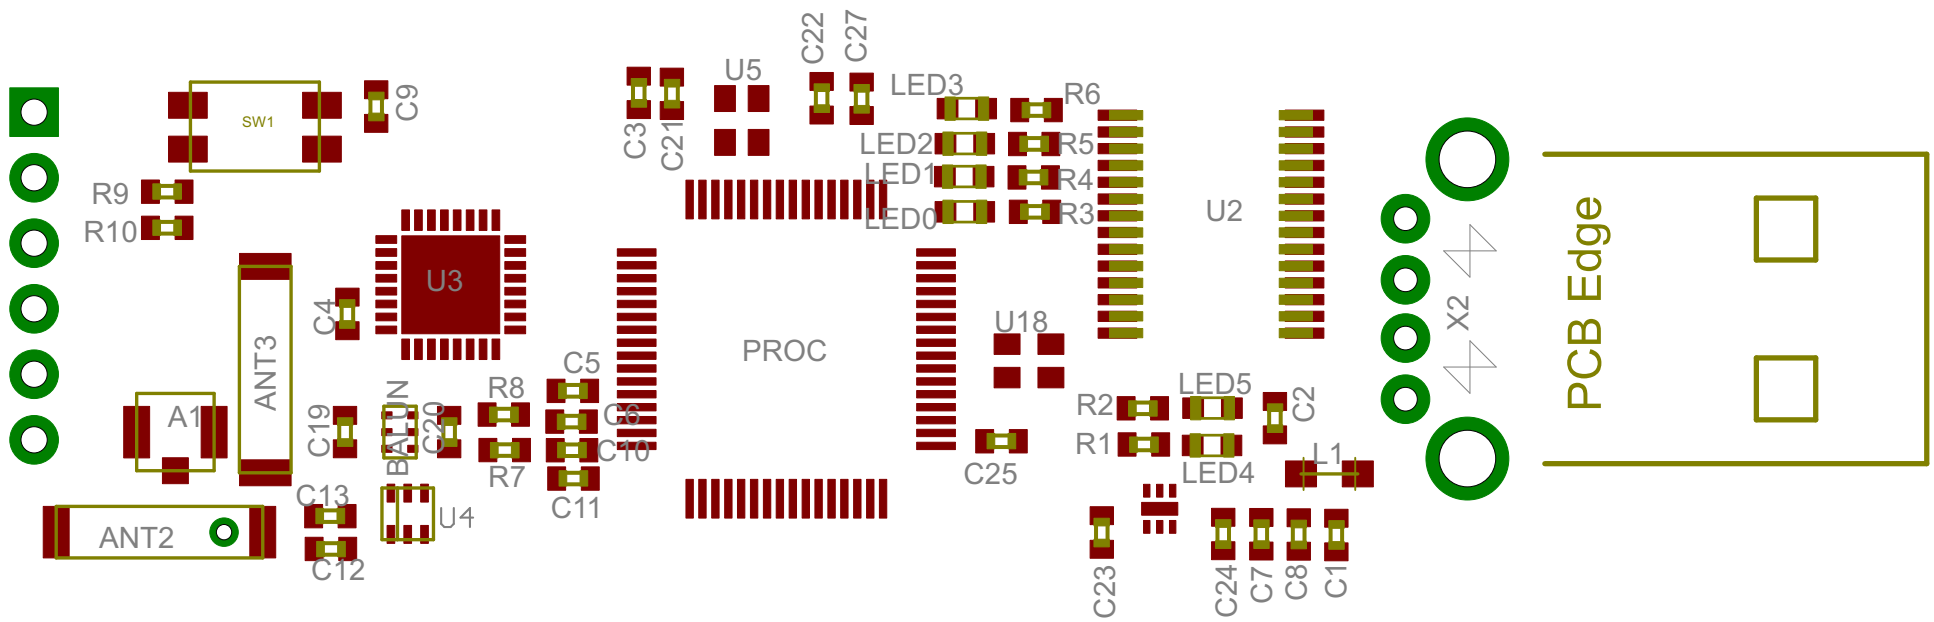 C22
C27
U5
LED3
R6
C9
SW1
C3
C21
LED2
R5
LED1
R4
R9
LED0
R3
U2
R10
PCB Edge
U3
C4
U18
X2
PROC
ANT3
C5
R8
LED5
R2
C2
A1
C19
BALUN
C20
C6
R1
C10
L1
R7
C25
LED4
C13
C11
U4
ANT2
C12
C23
C24
C7
C8
C1